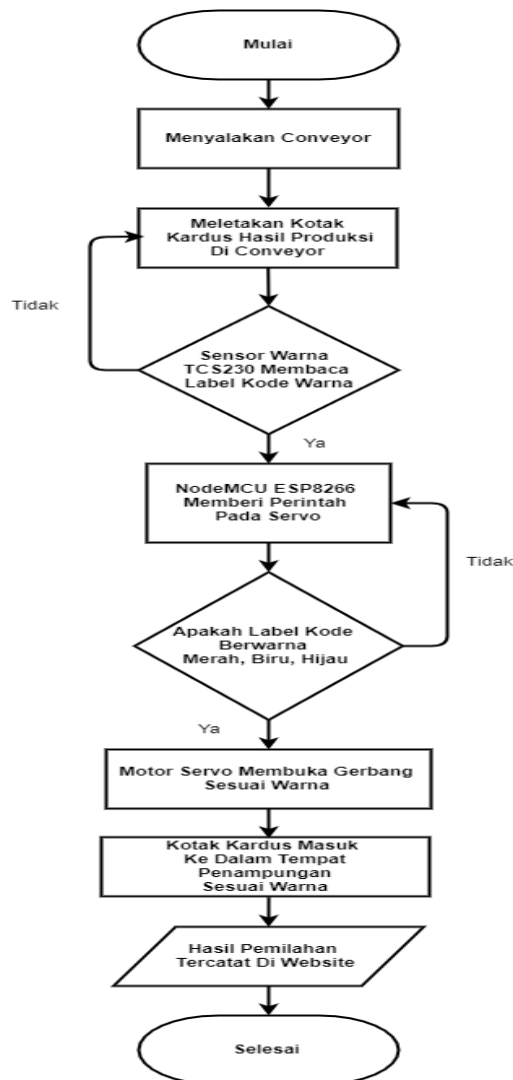 Mulai
Menyalakan Conveyor
Meletakan Kotak
Kardus Hasil Produksi
Di Conveyor
Tidak
Sensor Warna
TCS230 Membaca
Label Kode Warna
Ya
NodeMCU ESP8266
Memberi Perintah
Pada Servo
Tidak
Apakah Label Kode
Berwarna
Merah, Biru, Hijau
Ya
Motor Servo Membuka Gerbang
Sesuai Warna
Kotak Kardus Masuk
Ke Dalam Tempat
Penampungan
Sesuai Warna
Hasil Pemilahan
Tercatat Di Website
Selesai